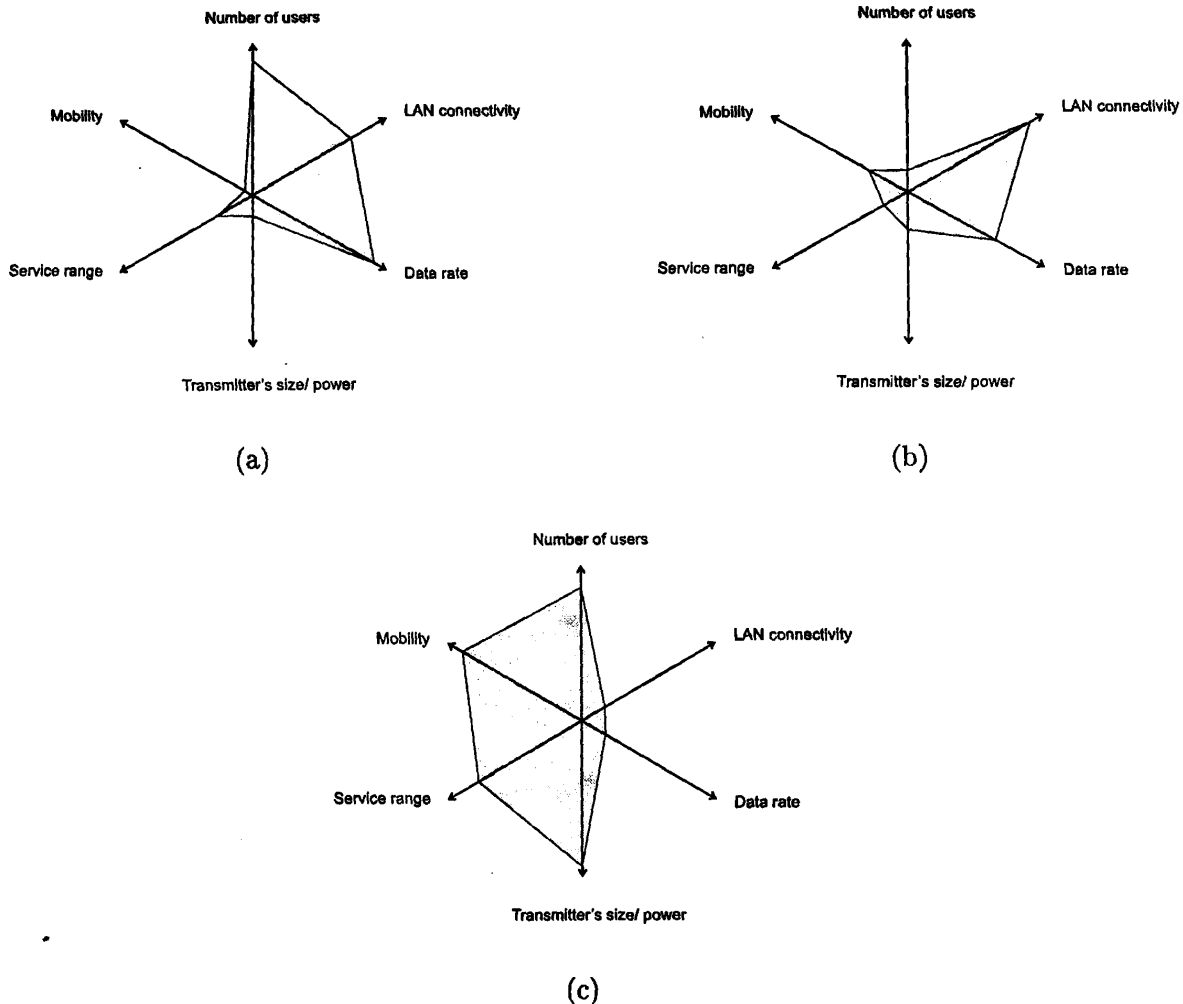 Number of users
Mobility
LAN connectivity
Service range
Data rate
Transmitter's size/ power
(a)
Number of users
Mobility
LAN connectivity
Service range
Data rate
Transmitter's size/ power
(b)
Number of users
Mobility
LAN connectivity
Service range
Data rate
Transmitter's size/ power
(c)